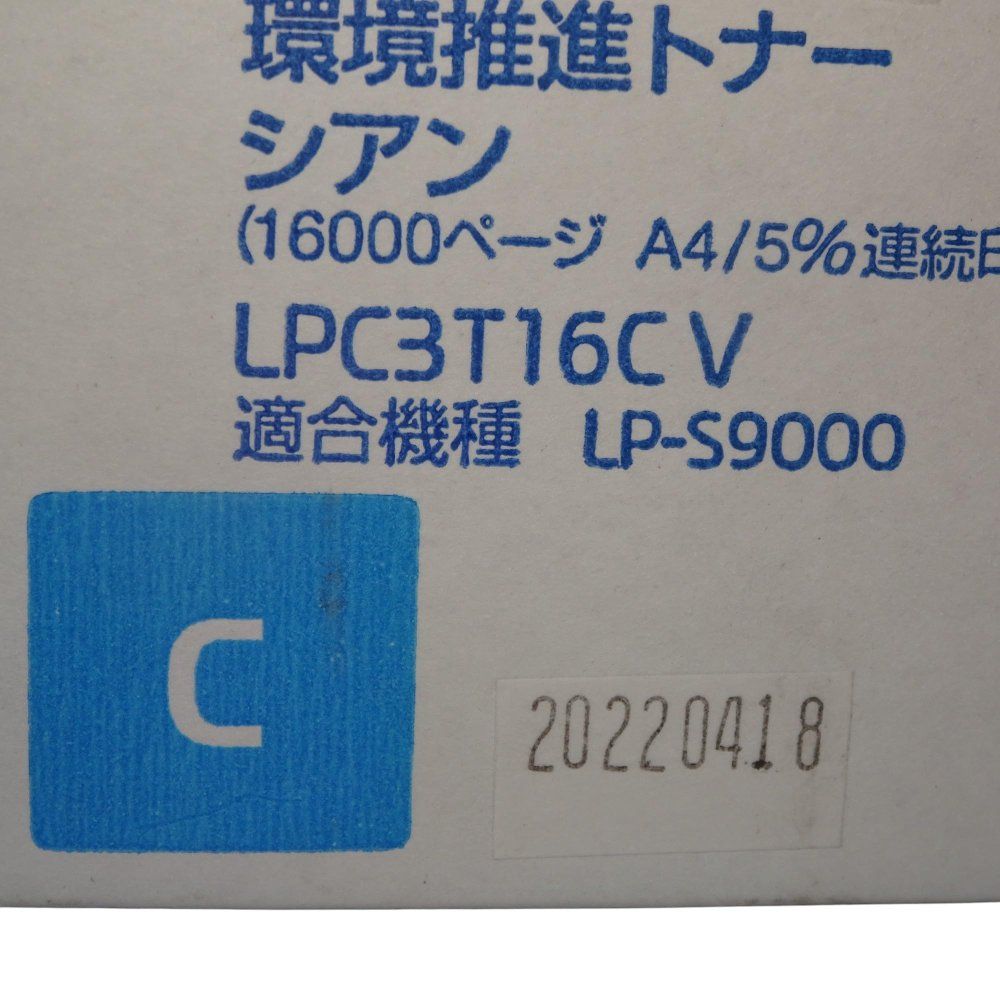 環境推進トナー
シアン
(16000ページ A4/5%連続
LPC3T16CV
適合機種 LP-S9000
C
20220418